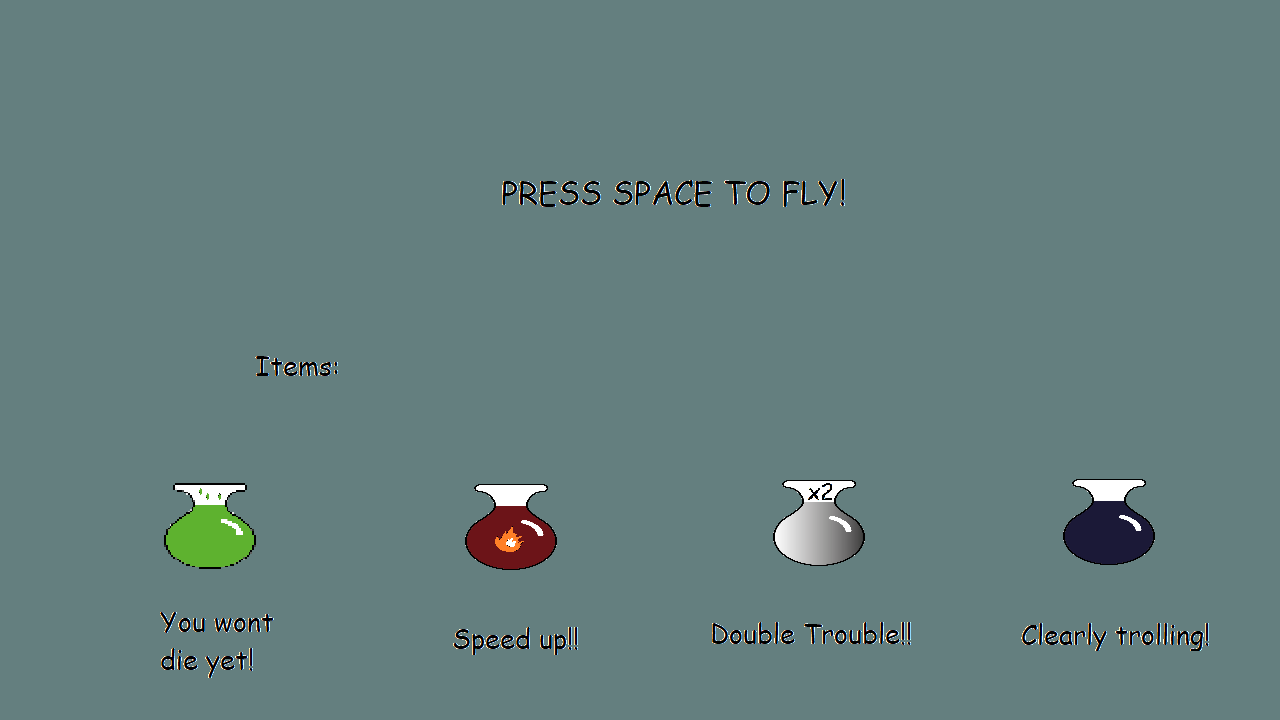 PRESS SPACE TO FLY!
Items:
x2
You wont
die yet!
Speed up!!
Double Trouble!!
Clearly trolling!